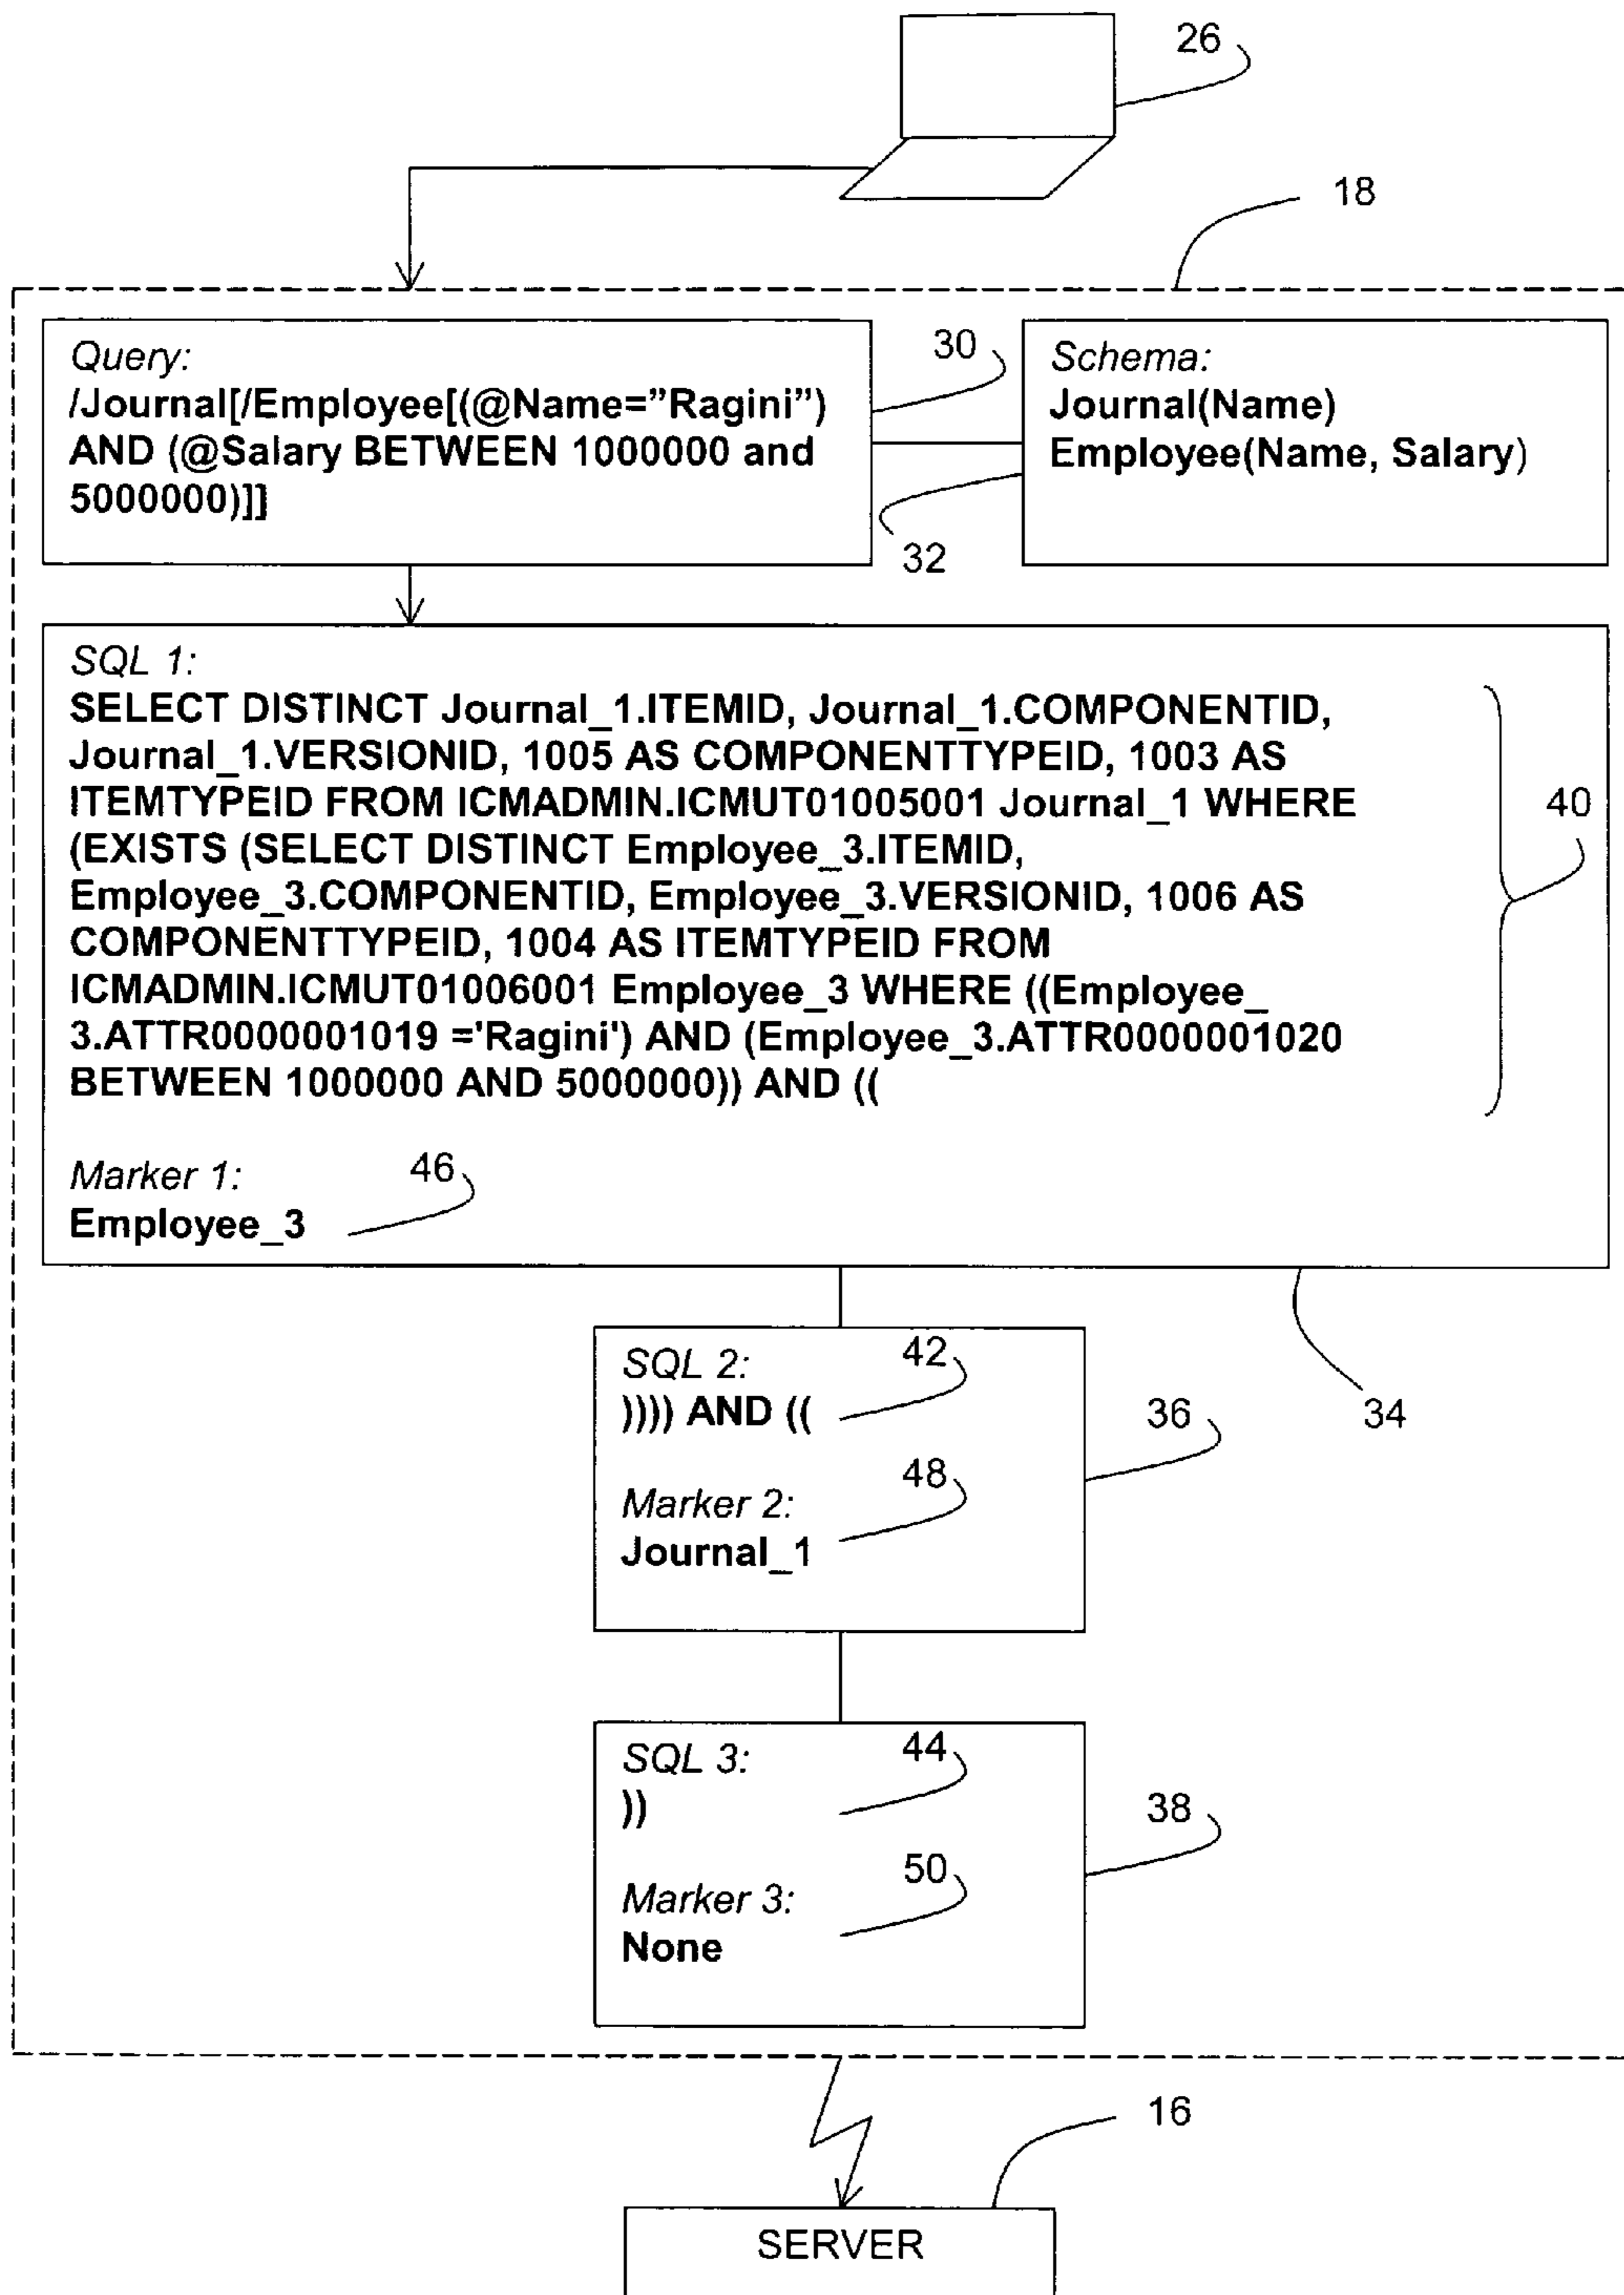 26
18
Query:
/Journal[/Employee[(@Name=”Ragini”)
AND (@Salary BETWEEN 1000000 and
5000000)]]
30
32
Schema:
Journal(Name)
Employee(Name, Salary)
SQL 1:
SELECT DISTINCT Journal_1.ITEMID, Journal_1.COMPONENTID,
Journal_1.VERSIONID, 1005 AS COMPONENTTYPEID, 1003 AS
ITEMTYPEID FROM ICMADMIN.ICMUT01005001 Journal_1 WHERE
(EXISTS (SELECT DISTINCT Employee_3.ITEMID,
Employee_3.COMPONENTID, Employee_3.VERSIONID, 1006 AS
COMPONENTTYPEID, 1004 AS ITEMTYPEID FROM
ICMADMIN.ICMUT01006001 Employee_3 WHERE ((Employee_
3.ATTR0000001019 ='Ragini') AND (Employee_3.ATTR0000001020
BETWEEN 1000000 AND 5000000)) AND ((
40
Marker 1:
46
Employee_3
34
SQL 2:
42
)))) AND ((
36
48
Marker 2:
Journal_1
SQL 3:
44
))
38
50
Marker 3:
None
16
SERVER